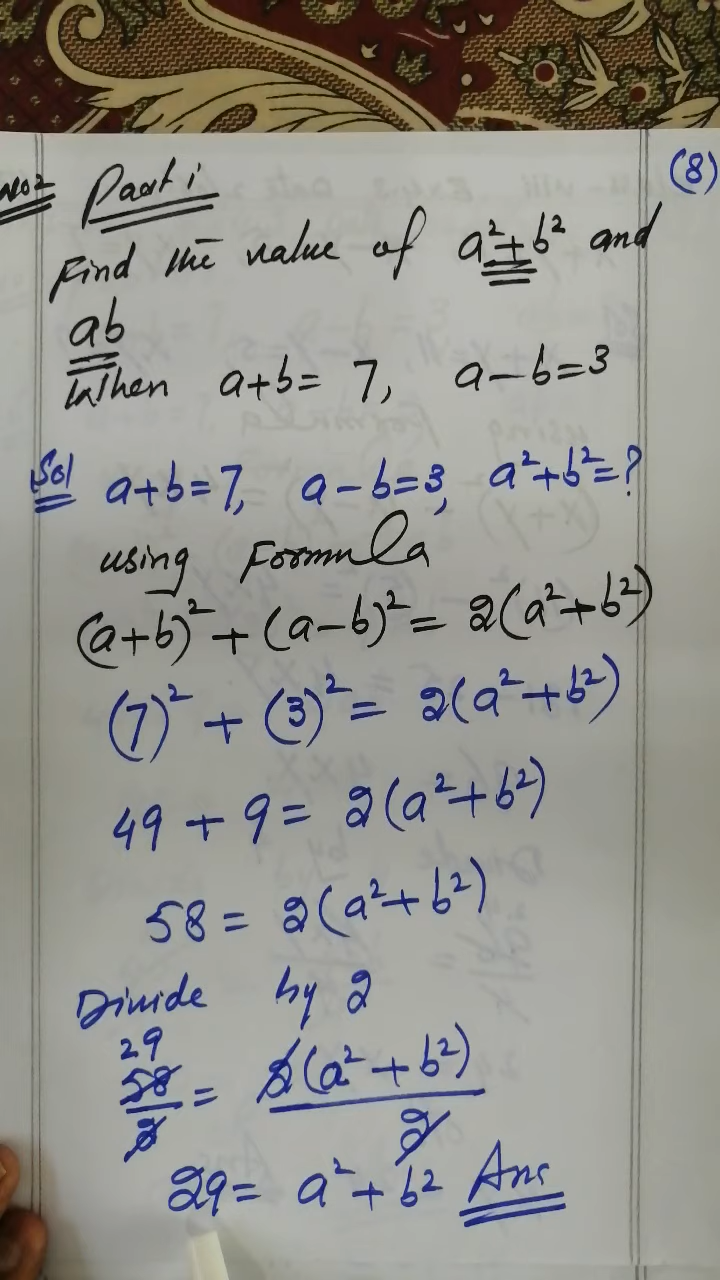 (8)
No 2 Part i
Find the value of a²+b² and
ab
When a+b= 7, a-b=3
Sol a+b=7, a-b=3, a²+b²=?
using Formula
(a+b)²+(a-b)²= 2(a²+b²)
(7)² + (3)²= 2(a²+b²)
49 + 9= 2(a²+b²)
58= 2(a²+b²)
Divide by 2
29
58/2 = 2(a²+b²)/2
29= a²+b² Ans